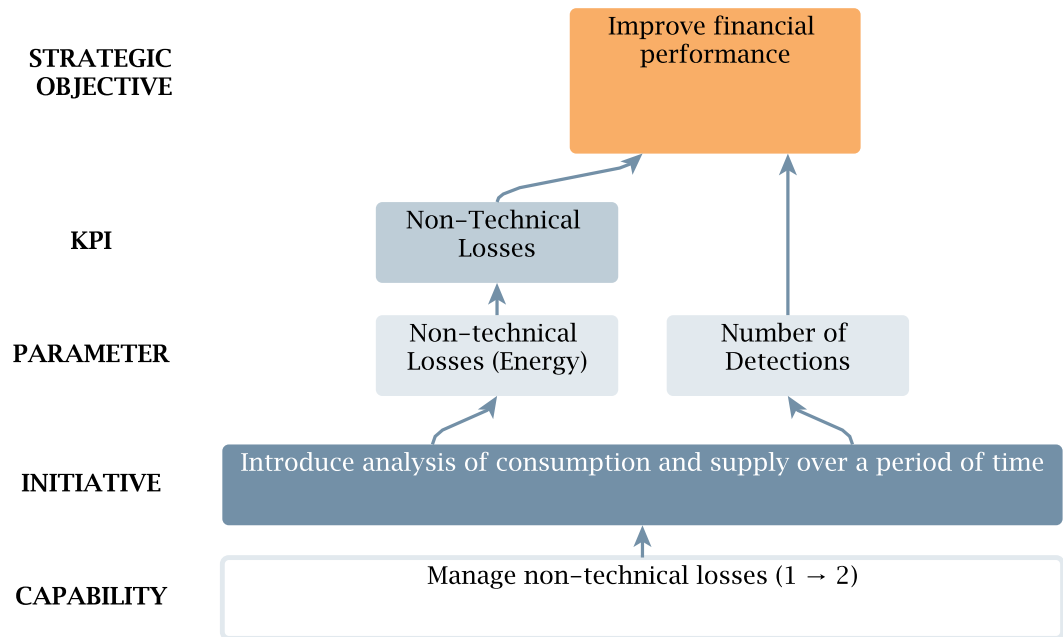 STRATEGIC
OBJECTIVE
Improve financial
performance
KPI
Non-Technical
Losses
PARAMETER
Non-technical
Losses (Energy)
Number of
Detections
INITIATIVE
Introduce analysis of consumption and supply over a period of time
CAPABILITY
Manage non-technical losses (1 → 2)